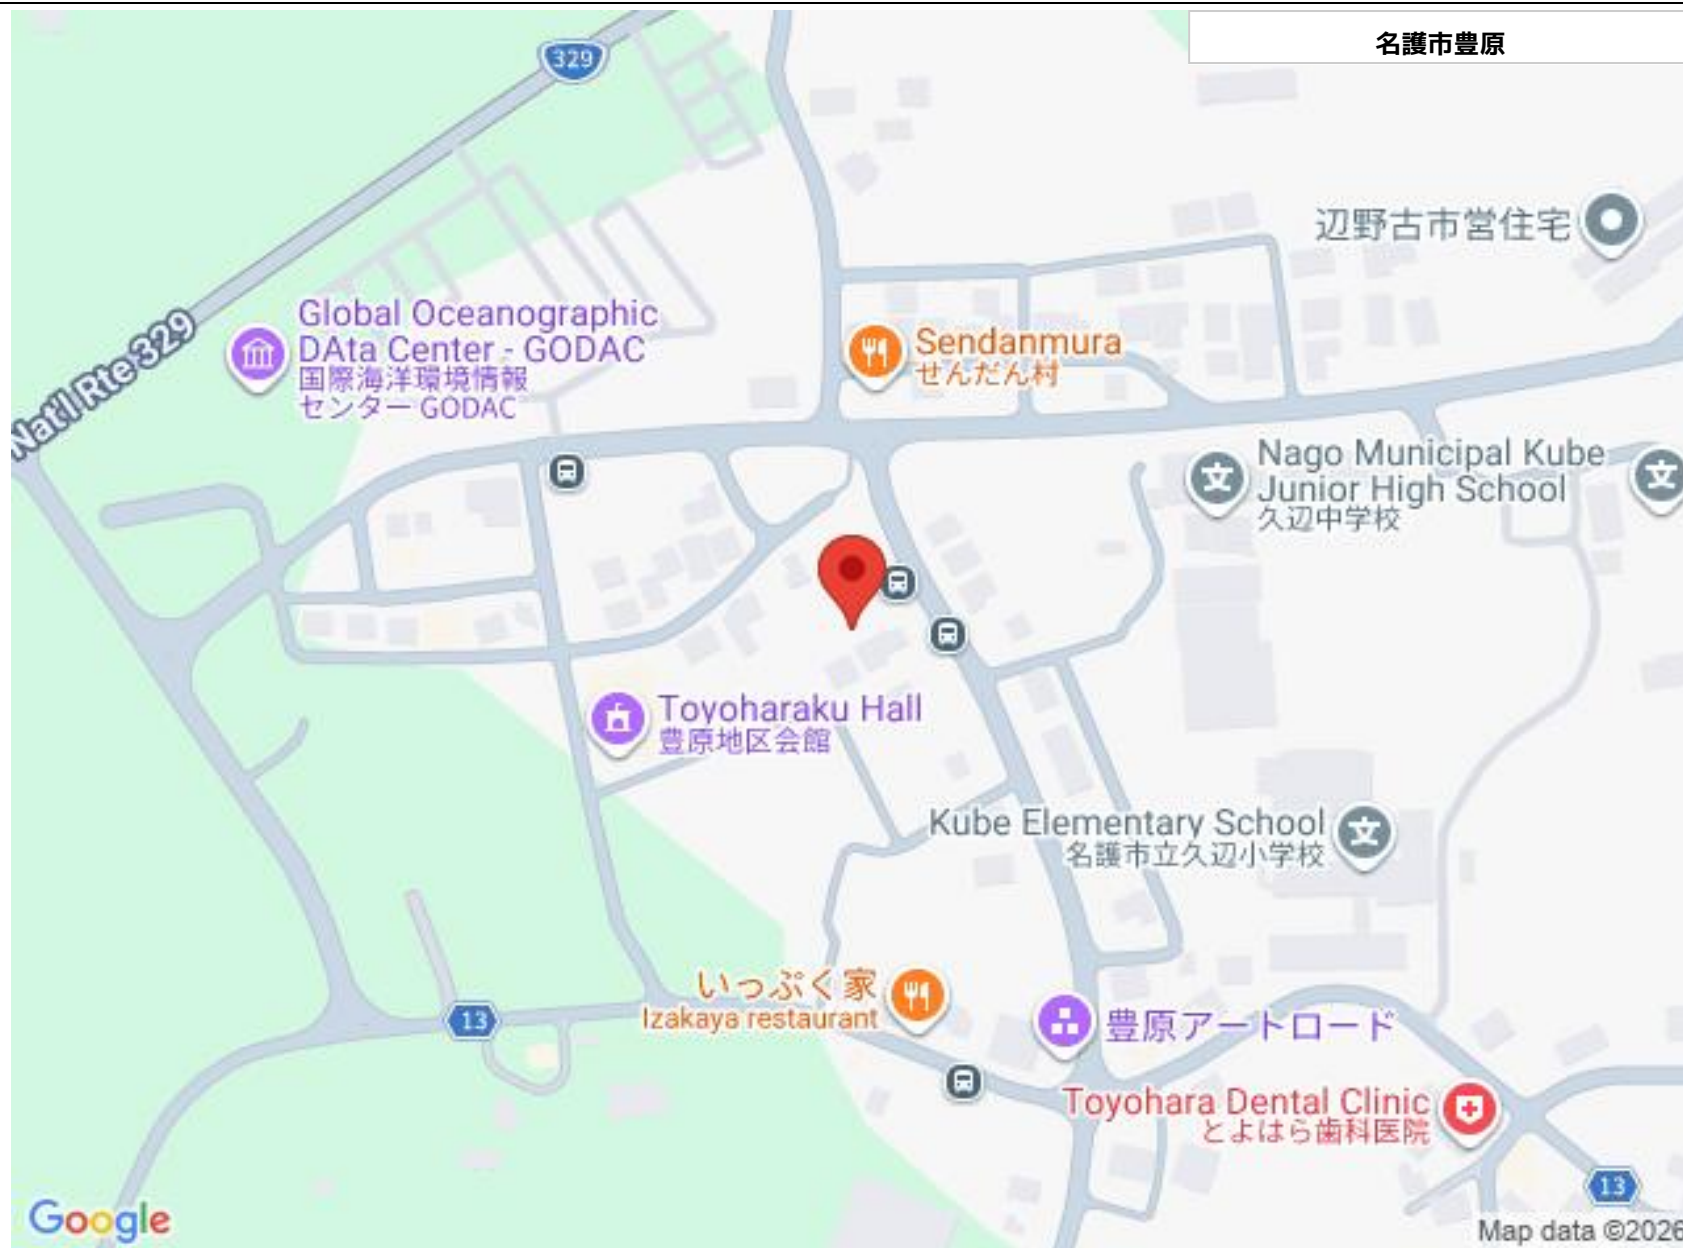 名護市豊原
329
辺野古市営住宅
Nat'l Rte 329
Global Oceanographic
DAta Center - GODAC
国際海洋環境情報
センター GODAC
Sendanmura
せんだん村
Nago Municipal Kube
Junior High School
久辺中学校
文
文
Toyoharaku Hall
豊原地区会館
Kube Elementary School
名護市立久辺小学校
文
いっぷく家
Izakaya restaurant
13
豊原アートロード
Toyohara Dental Clinic
とよはら歯科医院
13
Google
Map data ©2026